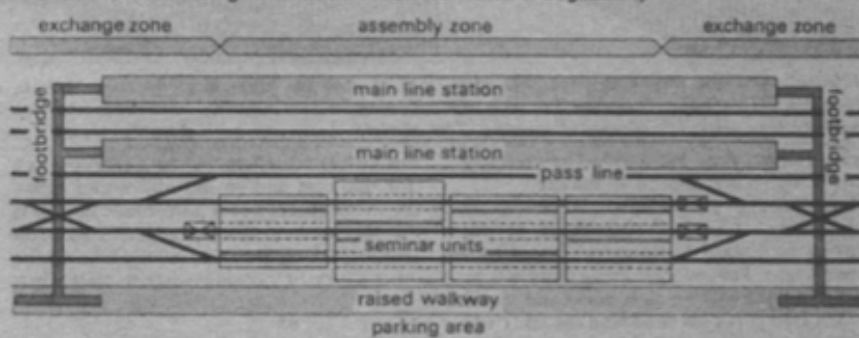 exchange zone assembly zone exchange zone
main line station
footbridge
footbridge
main line station
pass line
seminar units
raised walkway
parking area